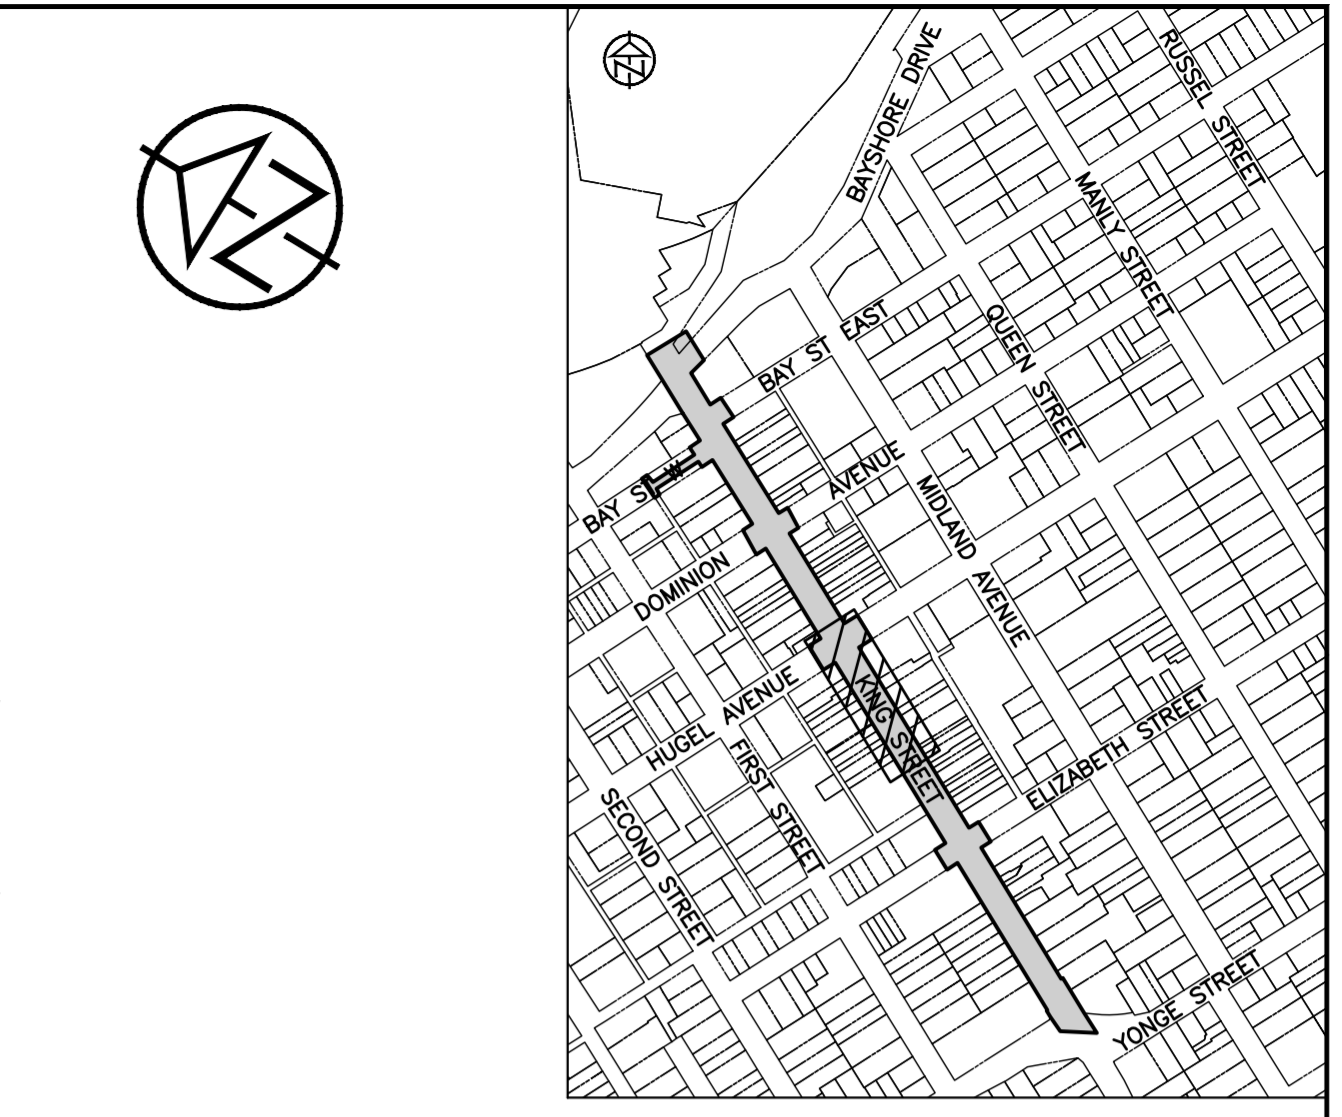 N
N
BAYSHORE DRIVE
RUSSEL STREET
MANLY STREET
BAY ST EAST
QUEEN STREET
BAY ST W
AVENUE
MIDLAND AVENUE
DOMINION
HUGEL AVENUE
KING STREET
FIRST STREET
ELIZABETH STREET
SECOND STREET
YONGE STREET